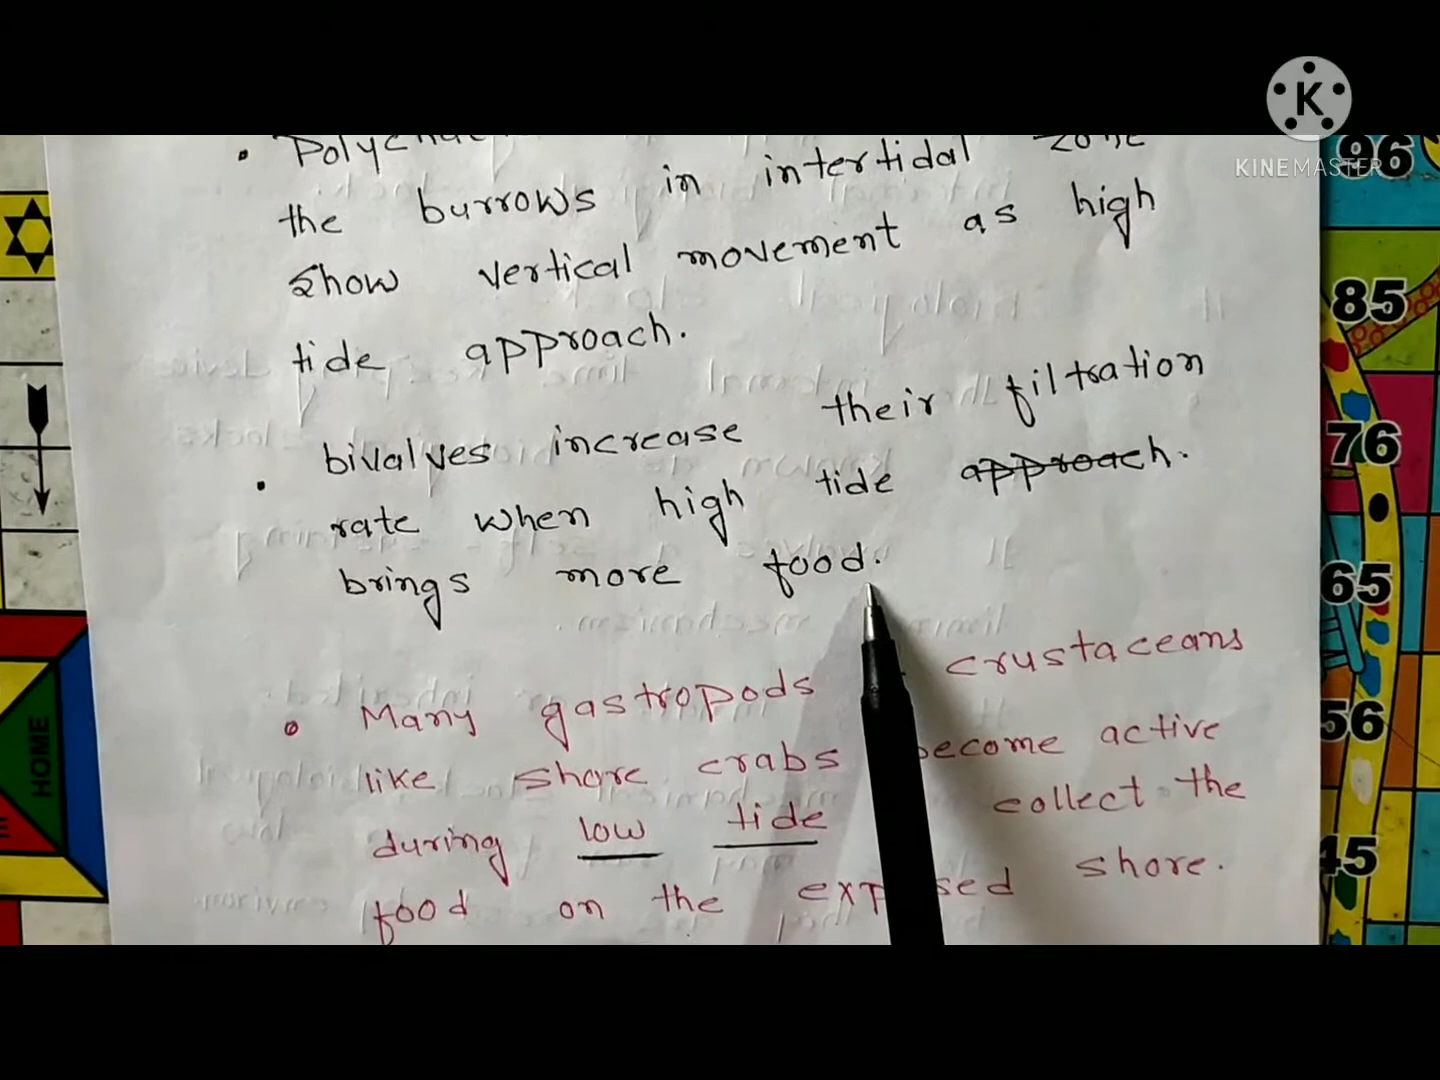 K
KINEMASTER
• intertidal
the burrows in
show vertical movement as high
tide approach.
• bivalves increase their filtration
rate when high tide approach.
brings more food.
• Many gastropods crustaceans
like shore crabs become active
during low tide collect the
food on the exposed shore.
96
85
76
65
56
45
HOME